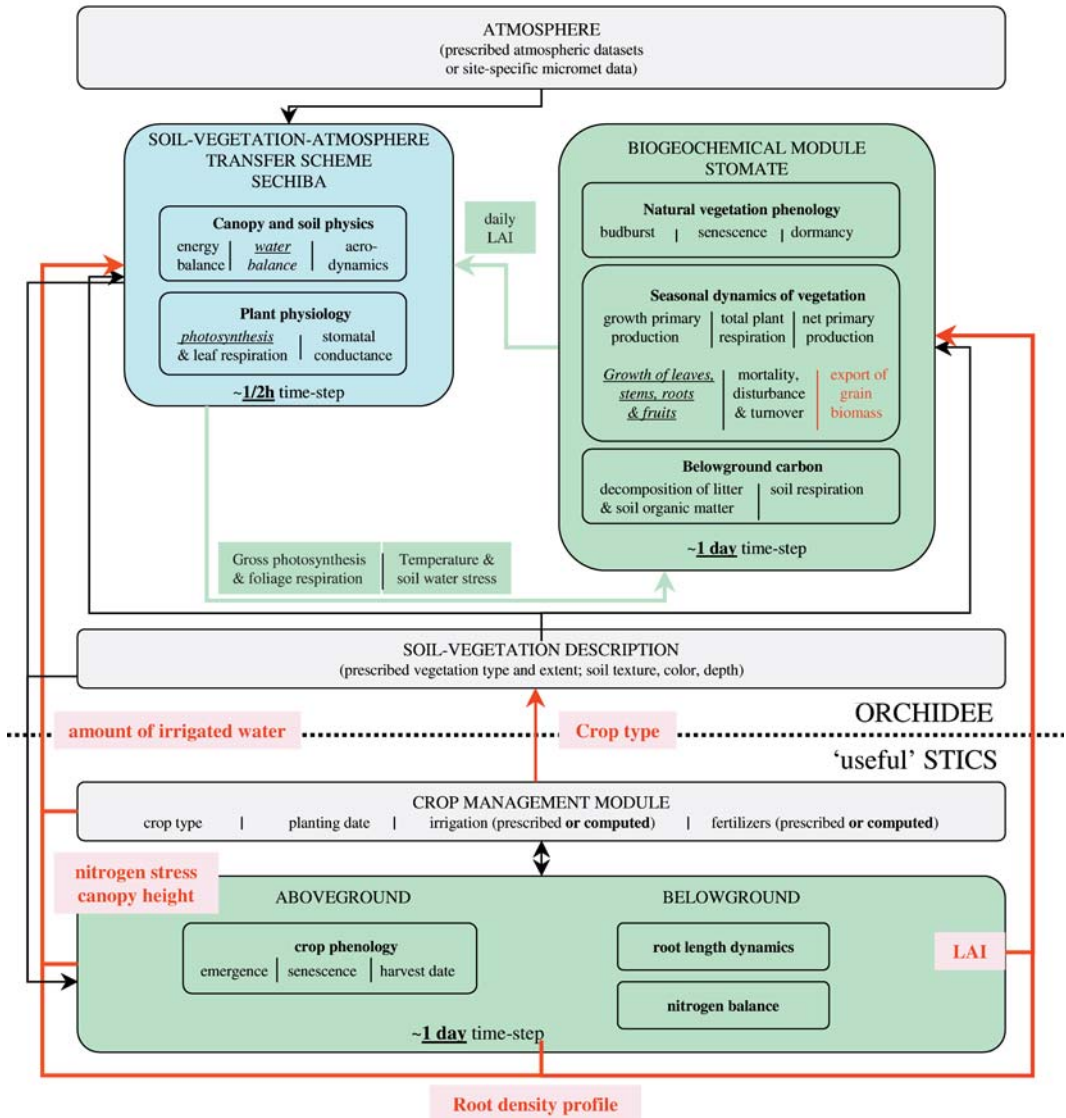 ATMOSPHERE
(prescribed atmospheric datasets
or site-specific micromet data)
SOIL-VEGETATION-ATMOSPHERE
TRANSFER SCHEME
SECHIBA
Canopy and soil physics
energy balance | water balance | aero-dynamics
Plant physiology
photosynthesis & leaf respiration | stomatal conductance
~1/2h time-step
daily
LAI
BIOGEOCHEMICAL MODULE
STOMATE
Natural vegetation phenology
budburst | senescence | dormancy
Seasonal dynamics of vegetation
growth primary production | total plant respiration | net primary production
Growth of leaves, stems, roots & fruits | mortality, disturbance & turnover | export of grain biomass
Belowground carbon
decomposition of litter & soil organic matter | soil respiration
~1 day time-step
Gross photosynthesis & foliage respiration | Temperature & soil water stress
SOIL-VEGETATION DESCRIPTION
(prescribed vegetation type and extent; soil texture, color, depth)
amount of irrigated water
Crop type
ORCHIDEE
'useful' STICS
CROP MANAGEMENT MODULE
crop type | planting date | irrigation (prescribed or computed) | fertilizers (prescribed or computed)
nitrogen stress
canopy height
ABOVEGROUND
crop phenology
emergence | senescence | harvest date
BELOWGROUND
root length dynamics
nitrogen balance
LAI
~1 day time-step
Root density profile